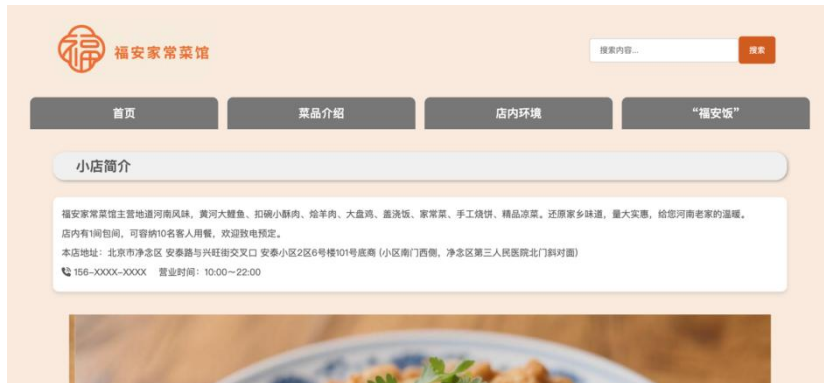 福 福安家常菜馆
搜索内容... 搜索
首页 菜品介绍 店内环境 “福安饭”
小店简介
福安家常菜馆主营地道河南风味，黄河大鲤鱼、扣碗小酥肉、烩羊肉、大盘鸡、盖浇饭、家常菜、手工烧饼、精品凉菜。还原家乡味道，量大实惠，给您河南老家的温暖。
店内有1间包间，可容纳10名客人用餐，欢迎致电预定。
本店地址：北京市净念区 安泰路与兴旺街交叉口 安泰小区2区6号楼101号底商 (小区南门西侧，净念区第三人民医院北门斜对面)
156-XXXX-XXXX 营业时间：10:00～22:00